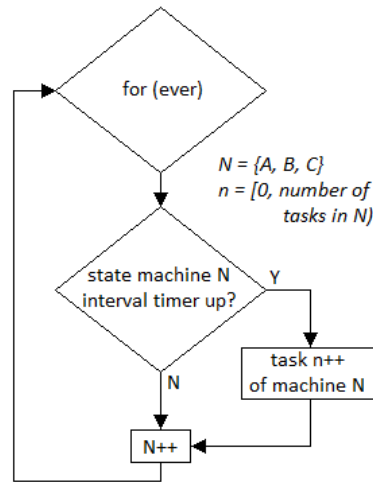 for (ever)
N = {A, B, C}
n = [0, number of
tasks in N)
state machine N
interval timer up?
Y
task n++
of machine N
N
N++